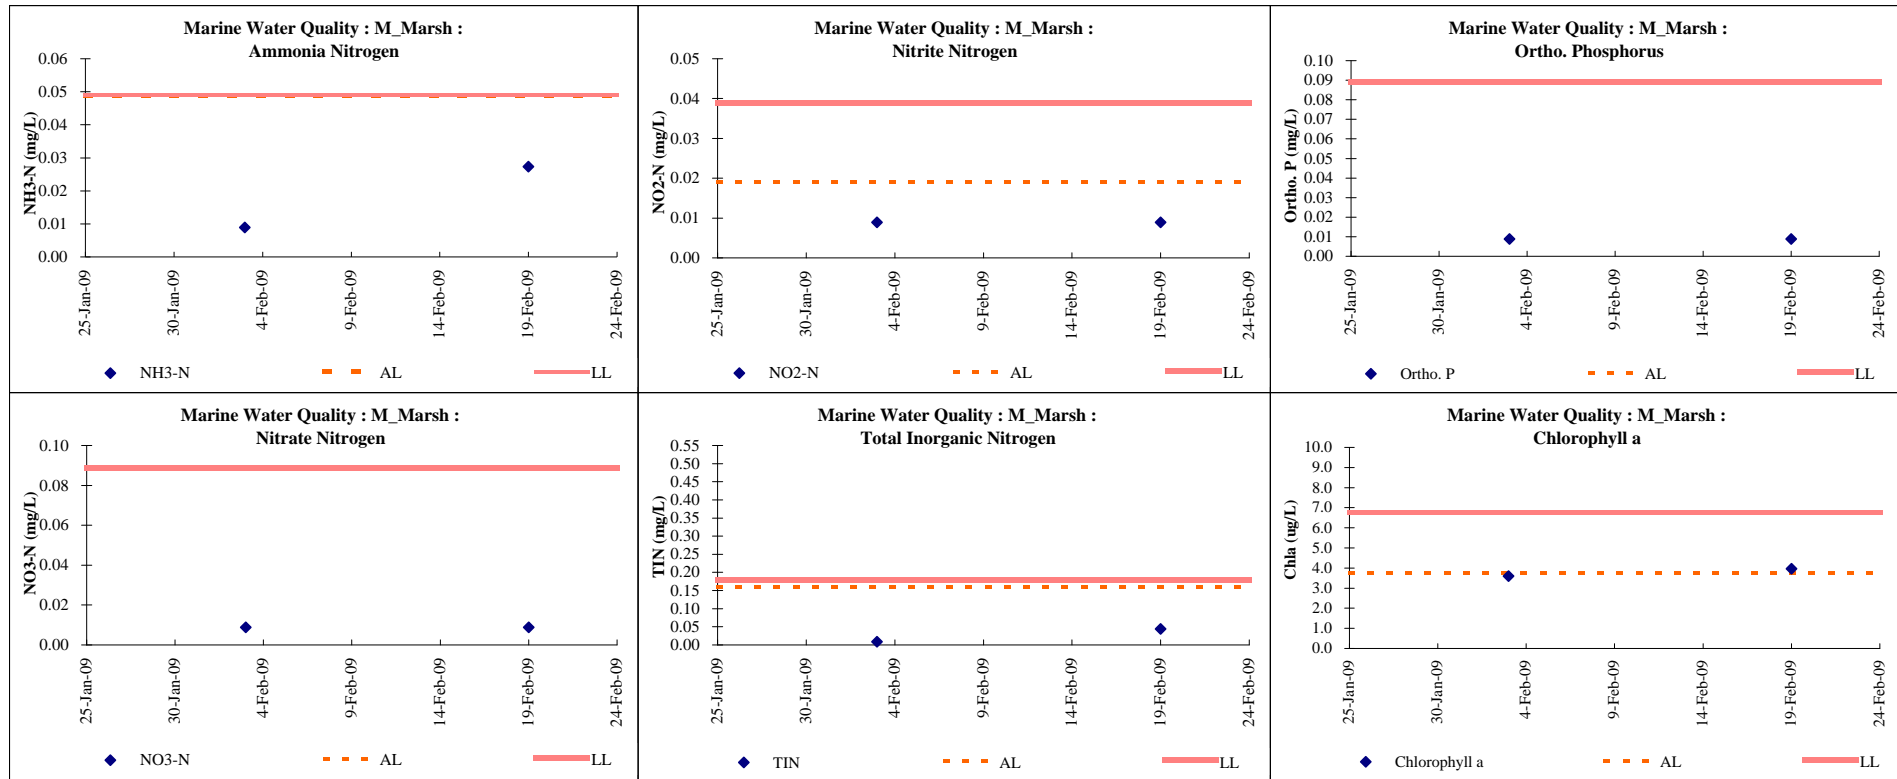 Marine Water Quality : M_Marsh :
Ammonia Nitrogen
0.06
0.05
0.04
0.03
0.02
0.01
0.00
NH3-N (mg/L)
25-Jan-09
30-Jan-09
4-Feb-09
9-Feb-09
14-Feb-09
19-Feb-09
24-Feb-09
NH3-N AL LL
Marine Water Quality : M_Marsh :
Nitrite Nitrogen
0.05
0.04
0.03
0.02
0.01
0.00
NO2-N (mg/L)
25-Jan-09
30-Jan-09
4-Feb-09
9-Feb-09
14-Feb-09
19-Feb-09
24-Feb-09
NO2-N AL LL
Marine Water Quality : M_Marsh :
Ortho. Phosphorus
0.10
0.09
0.08
0.07
0.06
0.05
0.04
0.03
0.02
0.01
0.00
Ortho. P (mg/L)
25-Jan-09
30-Jan-09
4-Feb-09
9-Feb-09
14-Feb-09
19-Feb-09
24-Feb-09
Ortho. P AL LL
Marine Water Quality : M_Marsh :
Nitrate Nitrogen
0.10
0.08
0.06
0.04
0.02
0.00
NO3-N (mg/L)
25-Jan-09
30-Jan-09
4-Feb-09
9-Feb-09
14-Feb-09
19-Feb-09
24-Feb-09
NO3-N AL LL
Marine Water Quality : M_Marsh :
Total Inorganic Nitrogen
0.55
0.50
0.45
0.40
0.35
0.30
0.25
0.20
0.15
0.10
0.05
0.00
TIN (mg/L)
25-Jan-09
30-Jan-09
4-Feb-09
9-Feb-09
14-Feb-09
19-Feb-09
24-Feb-09
TIN AL LL
Marine Water Quality : M_Marsh :
Chlorophyll a
10.0
9.0
8.0
7.0
6.0
5.0
4.0
3.0
2.0
1.0
0.0
Chla (ug/L)
25-Jan-09
30-Jan-09
4-Feb-09
9-Feb-09
14-Feb-09
19-Feb-09
24-Feb-09
Chlorophyll a AL LL